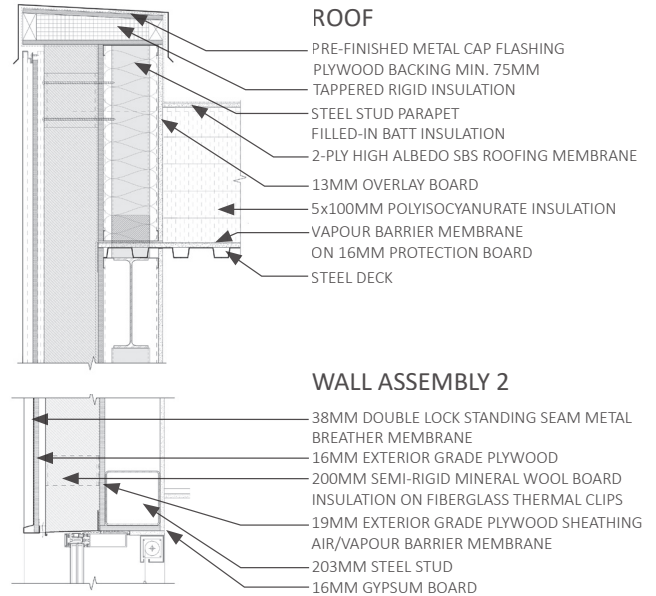 ROOF
PRE-FINISHED METAL CAP FLASHING
PLYWOOD BACKING MIN. 75MM
TAPPERED RIGID INSULATION
STEEL STUD PARAPET
FILLED-IN BATT INSULATION
2-PLY HIGH ALBEDO SBS ROOFING MEMBRANE
13MM OVERLAY BOARD
5x100MM POLYISOCYANURATE INSULATION
VAPOUR BARRIER MEMBRANE
ON 16MM PROTECTION BOARD
STEEL DECK
WALL ASSEMBLY 2
38MM DOUBLE LOCK STANDING SEAM METAL
BREATHER MEMBRANE
16MM EXTERIOR GRADE PLYWOOD
200MM SEMI-RIGID MINERAL WOOL BOARD
INSULATION ON FIBERGLASS THERMAL CLIPS
19MM EXTERIOR GRADE PLYWOOD SHEATHING
AIR/VAPOUR BARRIER MEMBRANE
203MM STEEL STUD
16MM GYPSUM BOARD